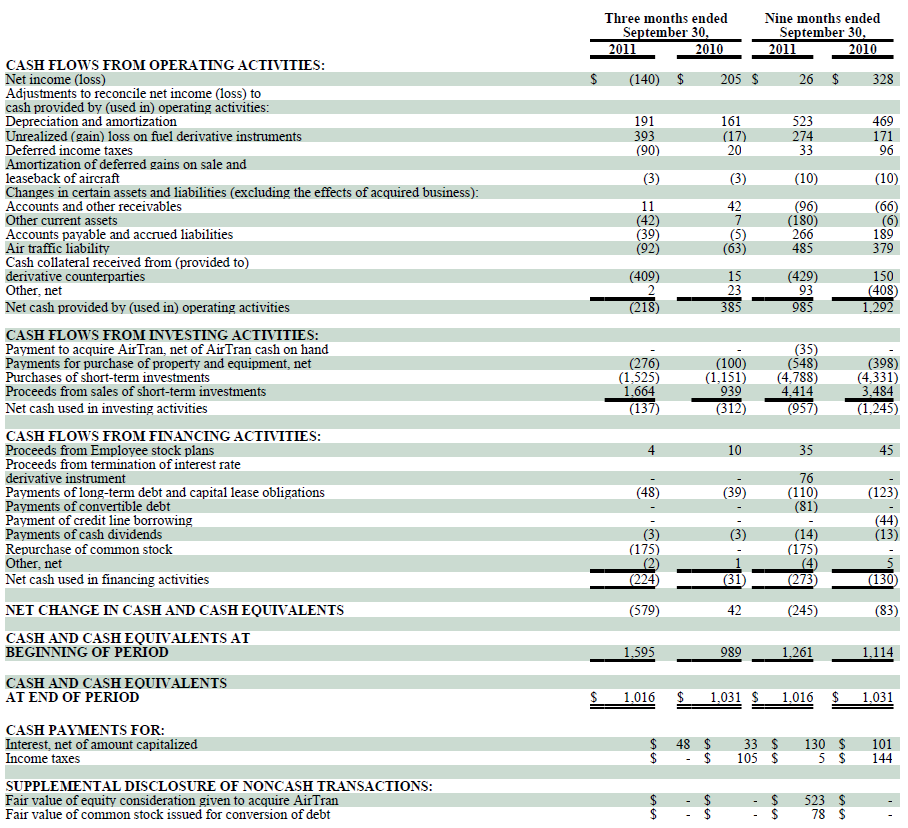 Three months ended Nine months ended
September 30, September 30,
2011 2010 2011 2010
CASH FLOWS FROM OPERATING ACTIVITIES:
Net income (loss) $ (140) $ 205 $ 26 $ 328
Adjustments to reconcile net income (loss) to
cash provided by (used in) operating activities:
Depreciation and amortization 191 161 523 469
Unrealized (gain) loss on fuel derivative instruments 393 (17) 274 171
Deferred income taxes (90) 20 33 96
Amortization of deferred gains on sale and
leaseback of aircraft (3) (3) (10) (10)
Changes in certain assets and liabilities (excluding the effects of acquired business):
Accounts and other receivables 11 42 (96) (66)
Other current assets (42) 7 (180) (6)
Accounts payable and accrued liabilities (39) (5) 266 189
Air traffic liability (92) (63) 485 379
Cash collateral received from (provided to)
derivative counterparties (409) 15 (429) 150
Other, net 2 23 93 (408)
Net cash provided by (used in) operating activities (218) 385 985 1,292
CASH FLOWS FROM INVESTING ACTIVITIES:
Payment to acquire AirTran, net of AirTran cash on hand - - (35) -
Payments for purchase of property and equipment, net (276) (100) (548) (398)
Purchases of short-term investments (1,525) (1,151) (4,788) (4,331)
Proceeds from sales of short-term investments 1,664 939 4,414 3,484
Net cash used in investing activities (137) (312) (957) (1,245)
CASH FLOWS FROM FINANCING ACTIVITIES:
Proceeds from Employee stock plans 4 10 35 45
Proceeds from termination of interest rate
derivative instrument - - 76 -
Payments of long-term debt and capital lease obligations (48) (39) (110) (123)
Payments of convertible debt - - (81) -
Payment of credit line borrowing - - - (44)
Payments of cash dividends (3) (3) (14) (13)
Repurchase of common stock (175) - (175) -
Other, net (2) 1 (4) 5
Net cash used in financing activities (224) (31) (273) (130)
NET CHANGE IN CASH AND CASH EQUIVALENTS (579) 42 (245) (83)
CASH AND CASH EQUIVALENTS AT
BEGINNING OF PERIOD 1,595 989 1,261 1,114
CASH AND CASH EQUIVALENTS
AT END OF PERIOD $ 1,016 $ 1,031 $ 1,016 $ 1,031
CASH PAYMENTS FOR:
Interest, net of amount capitalized $ 48 $ 33 $ 130 $ 101
Income taxes $ - $ 105 $ 5 $ 144
SUPPLEMENTAL DISCLOSURE OF NONCASH TRANSACTIONS:
Fair value of equity consideration given to acquire AirTran $ - $ - $ 523 $ -
Fair value of common stock issued for conversion of debt $ - $ - $ 78 $ -